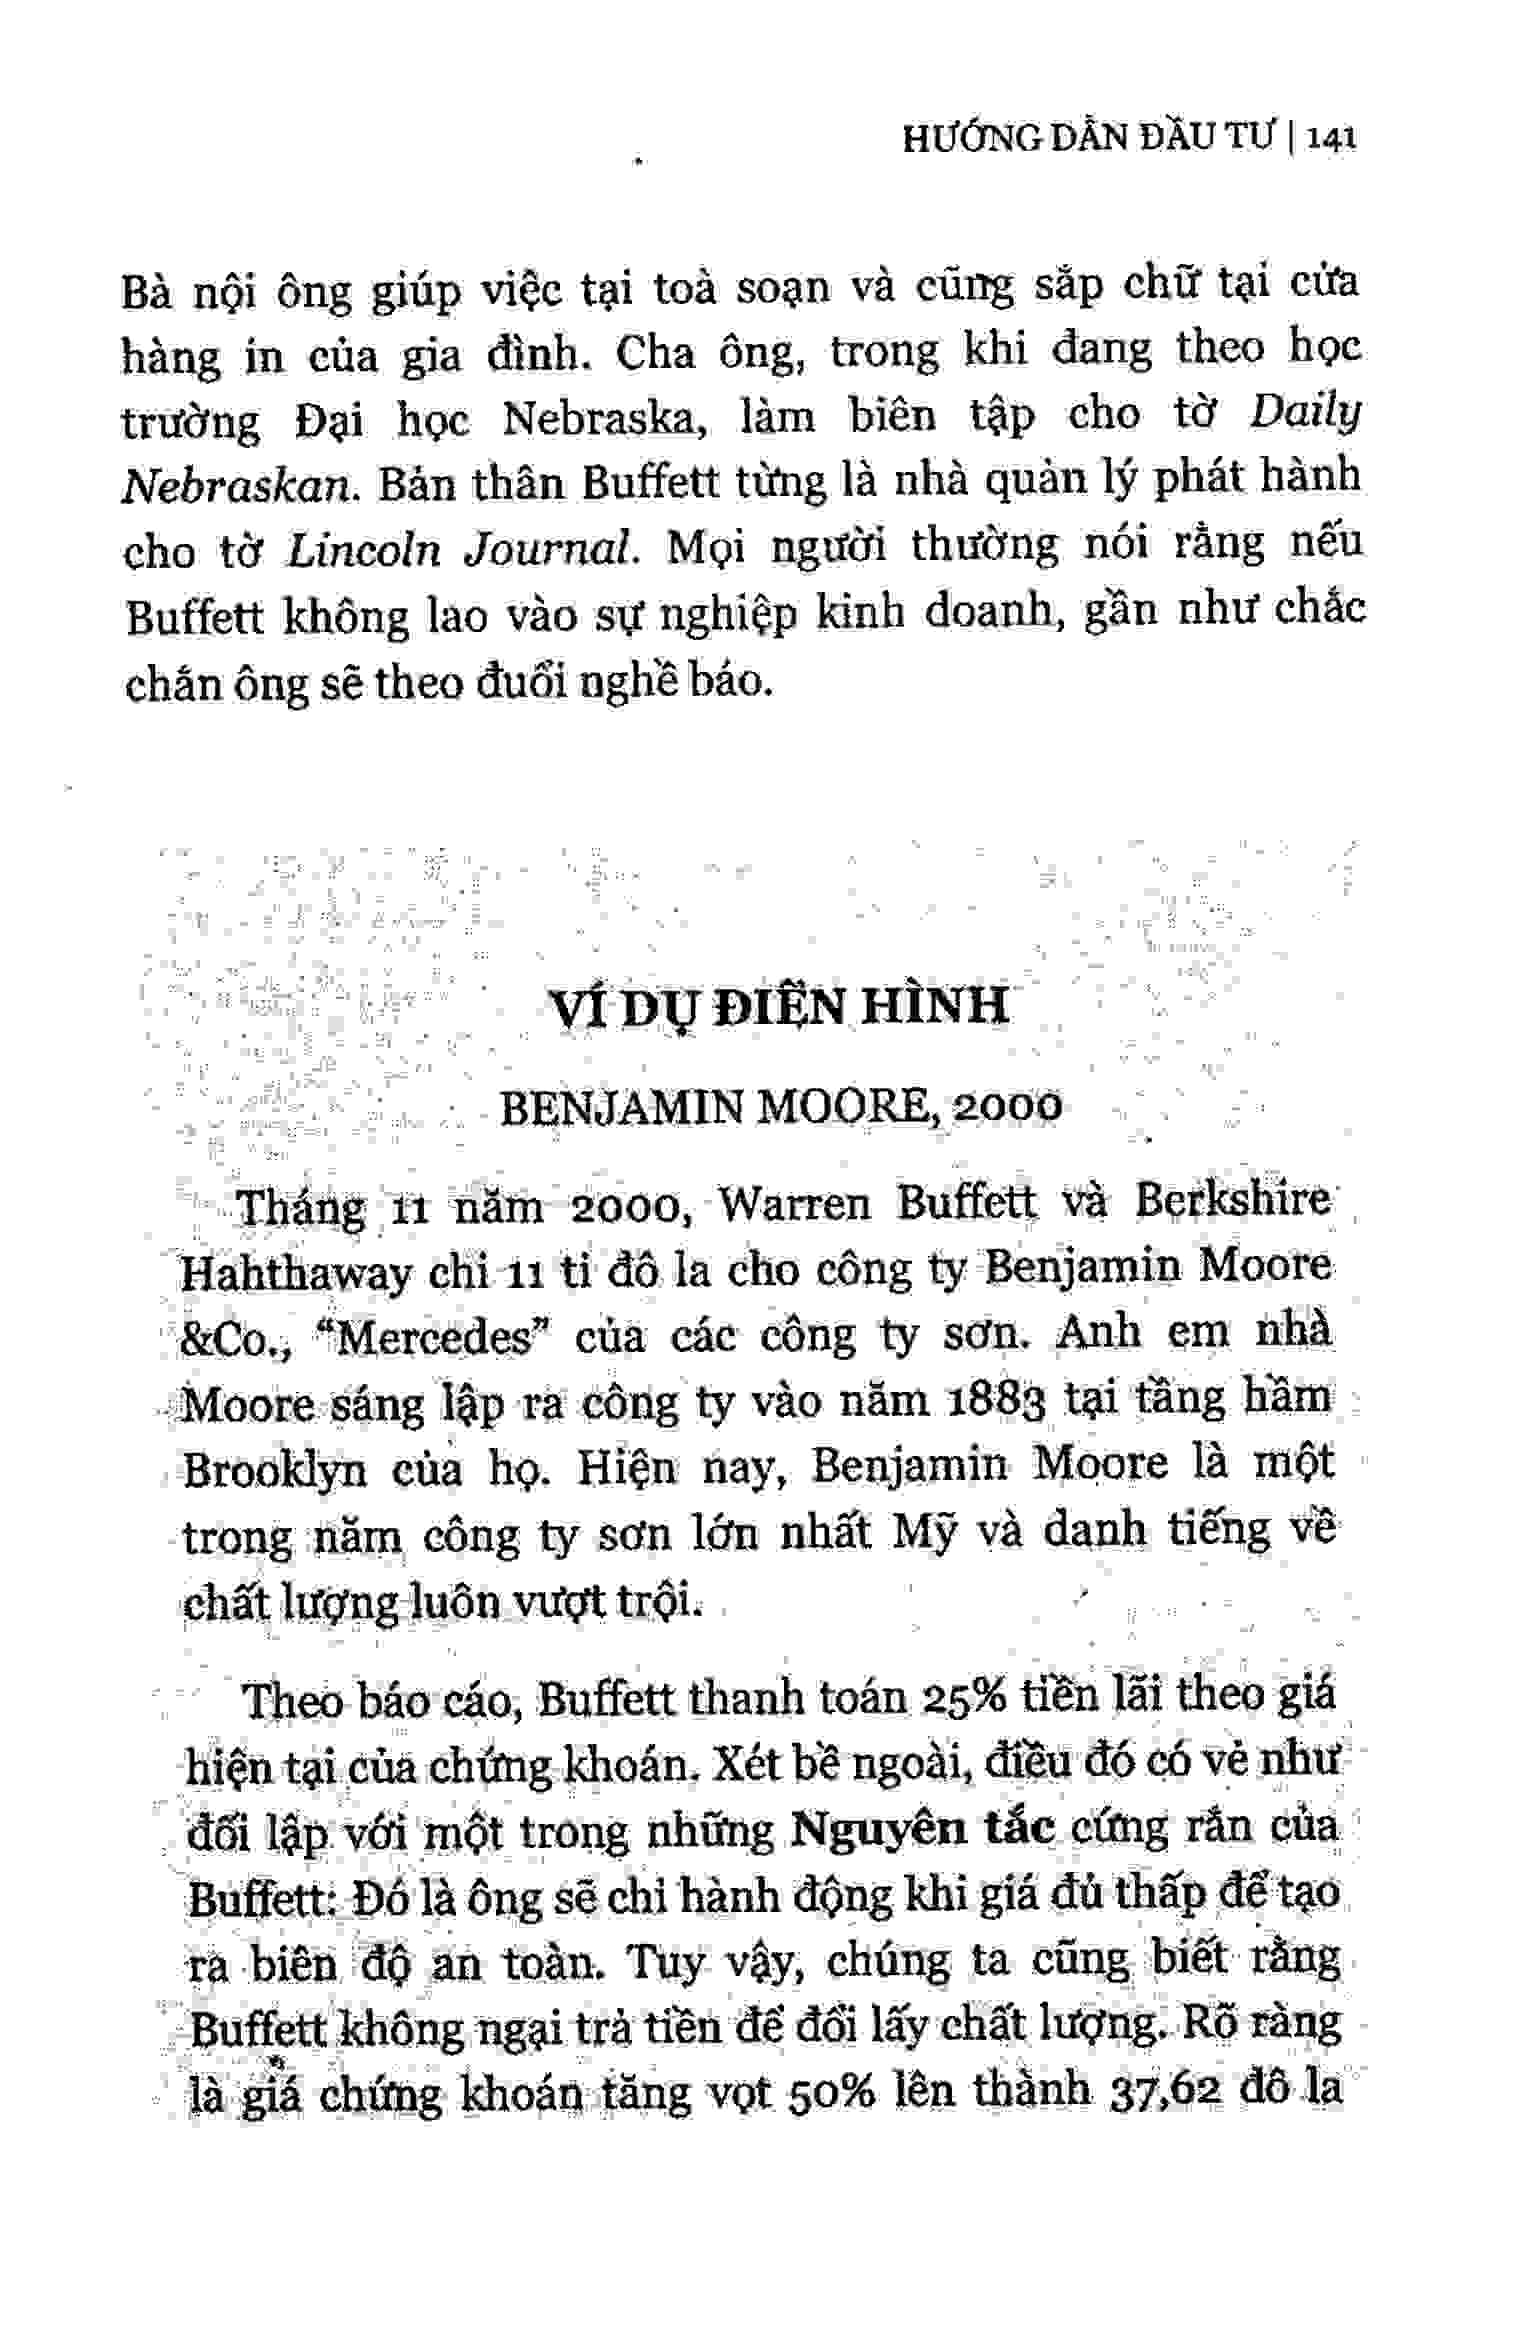 HƯỚNG DẪN ĐẦU TƯ | 141
Bà nội ông giúp việc tại toà soạn và cũng sắp chữ tại cửa
hàng in của gia đình. Cha ông, trong khi đang theo học
trường Đại học Nebraska, làm biên tập cho tờ Daily
Nebraskan. Bản thân Buffett từng là nhà quản lý phát hành
cho tờ Lincoln Journal. Mọi người thường nói rằng nếu
Buffett không lao vào sự nghiệp kinh doanh, gần như chắc
chắn ông sẽ theo đuổi nghề báo.
VÍ DỤ ĐIỂN HÌNH
BENJAMIN MOORE, 2000
Tháng 11 năm 2000, Warren Buffett và Berkshire
Hahthaway chi 11 tỉ đô la cho công ty Benjamin Moore
&Co., “Mercedes” của các công ty sơn. Anh em nhà
Moore sáng lập ra công ty vào năm 1883 tại tầng hầm
Brooklyn của họ. Hiện nay, Benjamin Moore là một
trong năm công ty sơn lớn nhất Mỹ và danh tiếng về
chất lượng luôn vượt trội.
Theo báo cáo, Buffett thanh toán 25% tiền lãi theo giá
hiện tại của chứng khoán. Xét bề ngoài, điều đó có vẻ như
đối lập với một trong những Nguyên tắc cứng rắn của
Buffett: Đó là ông sẽ chỉ hành động khi giá đủ thấp để tạo
ra biên độ an toàn. Tuy vậy, chúng ta cũng biết rằng
Buffett không ngại trả tiền để đổi lấy chất lượng. Rõ ràng
là giá chứng khoán tăng vọt 50% lên thành 37,62 đô la